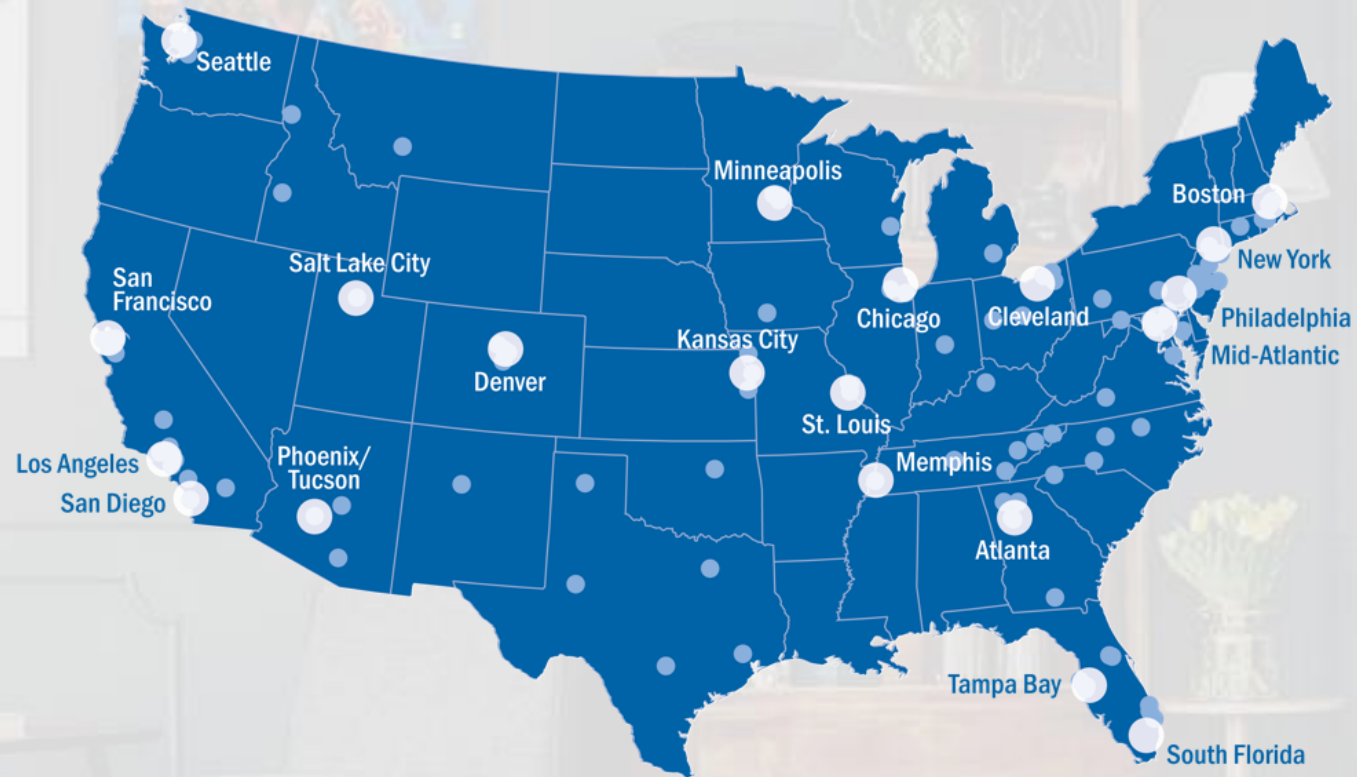 Seattle
Minneapolis
Boston
New York
Salt Lake City
San
Francisco
Chicago
Cleveland
Philadelphia
Kansas City
Mid-Atlantic
Denver
St. Louis
Los Angeles
Phoenix/
Tucson
Memphis
San Diego
Atlanta
Tampa Bay
South Florida